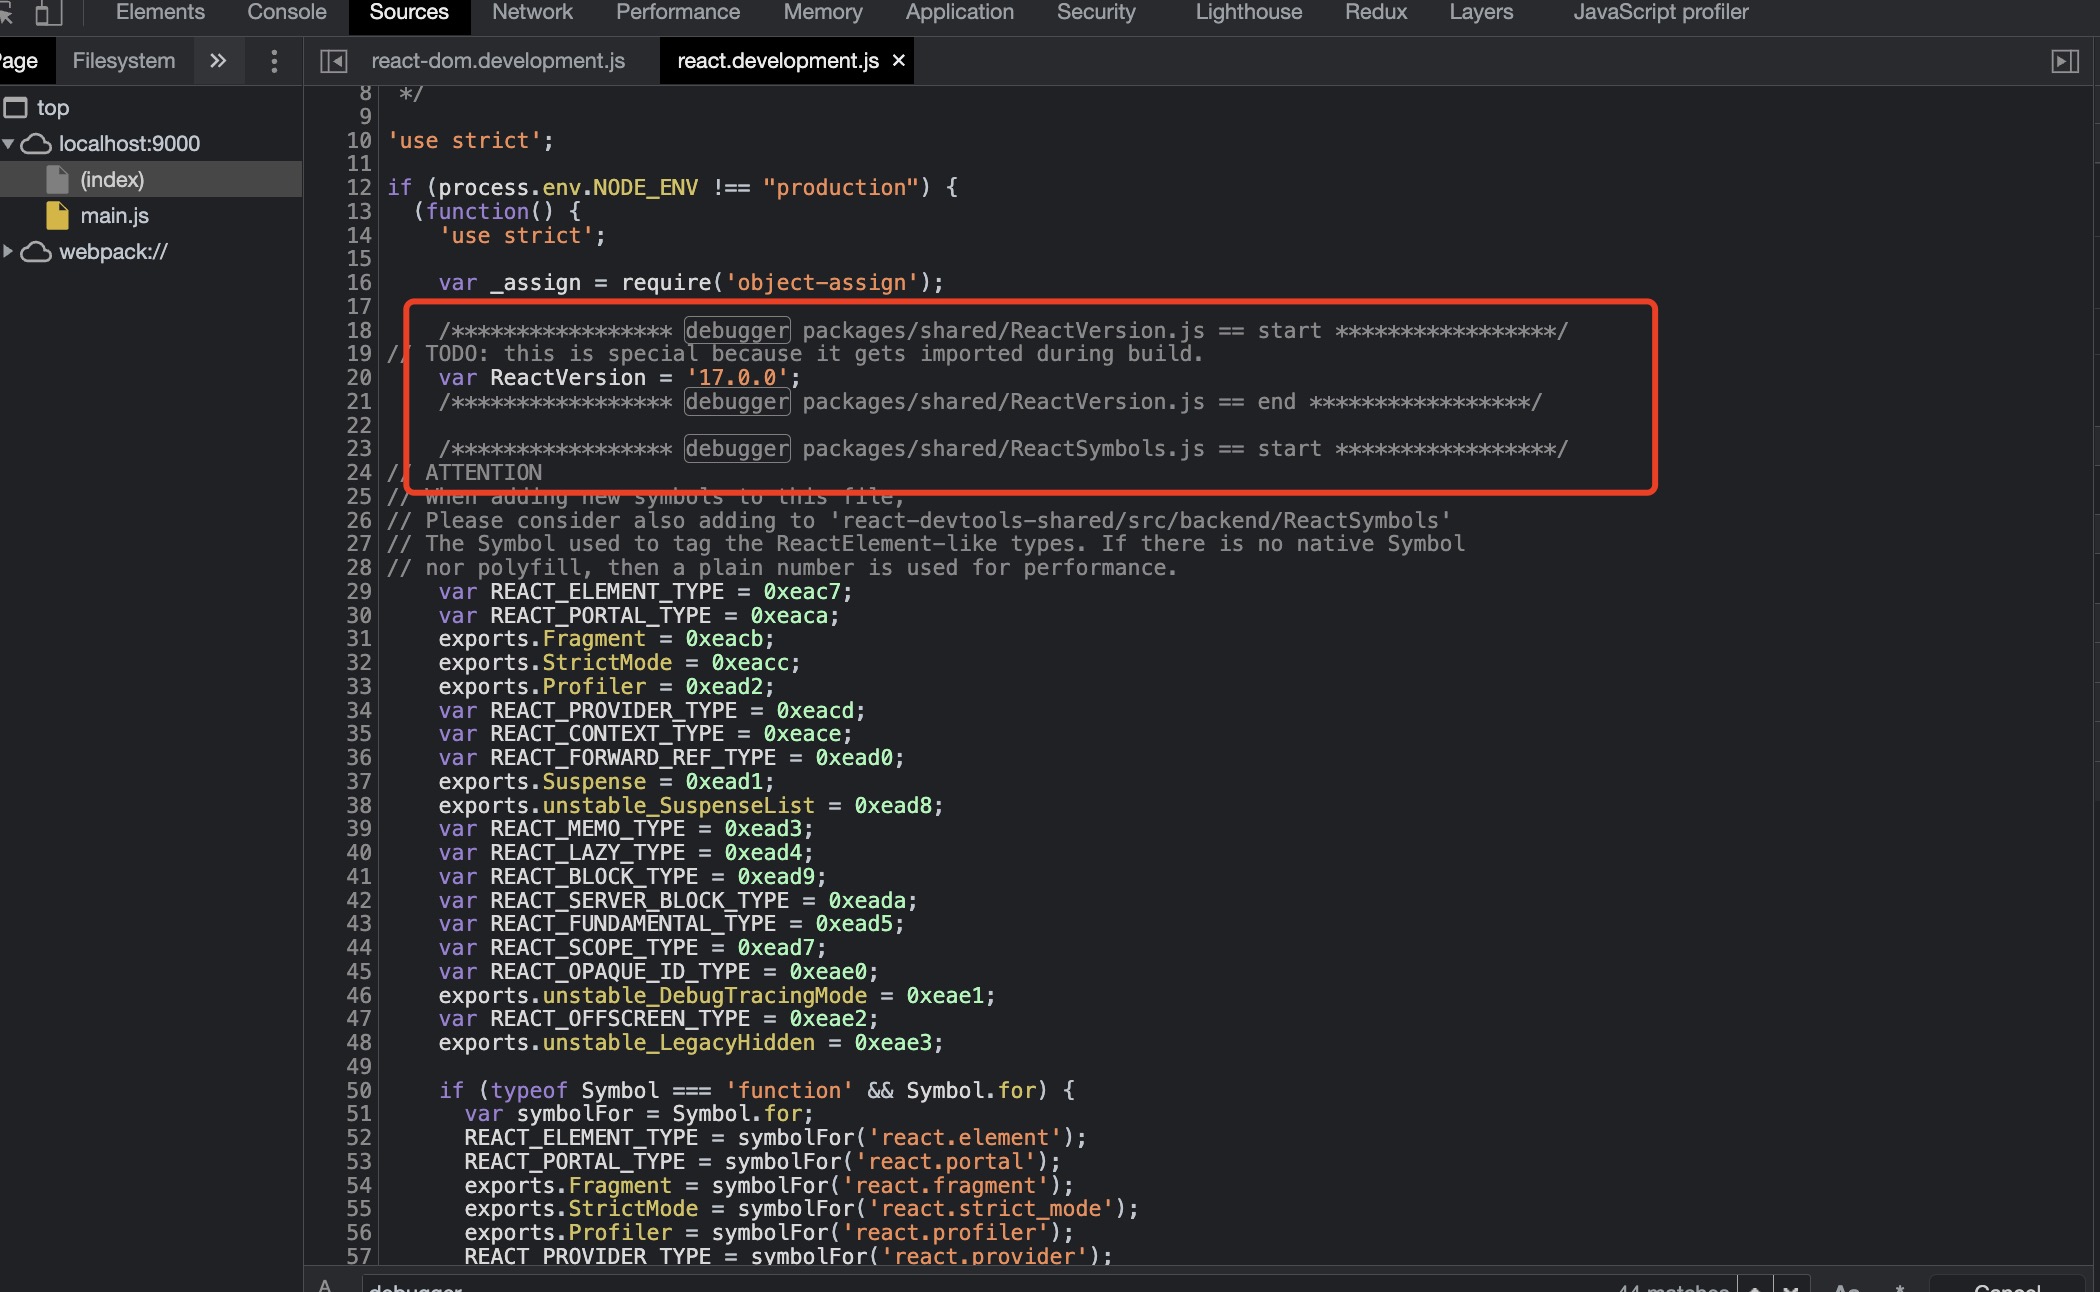 Elements Console Sources Network Performance Memory Application Security Lighthouse Redux Layers JavaScript profiler
Page Filesystem » react-dom.development.js react.development.js ×
top
localhost:9000
(index)
main.js
webpack://
8 */
9
10 'use strict';
11
12 if (process.env.NODE_ENV !== "production") {
13 (function() {
14 'use strict';
15
16 var _assign = require('object-assign');
17
18 /***************** debugger packages/shared/ReactVersion.js == start *****************/
19 // TODO: this is special because it gets imported during build.
20 var ReactVersion = '17.0.0';
21 /***************** debugger packages/shared/ReactVersion.js == end *****************/
22
23 /***************** debugger packages/shared/ReactSymbols.js == start *****************/
24 // ATTENTION
25 // When adding new symbols to this file,
26 // Please consider also adding to 'react-devtools-shared/src/backend/ReactSymbols'
27 // The Symbol used to tag the ReactElement-like types. If there is no native Symbol
28 // nor polyfill, then a plain number is used for performance.
29 var REACT_ELEMENT_TYPE = 0xeac7;
30 var REACT_PORTAL_TYPE = 0xeaca;
31 exports.Fragment = 0xeacb;
32 exports.StrictMode = 0xeacc;
33 exports.Profiler = 0xead2;
34 var REACT_PROVIDER_TYPE = 0xeacd;
35 var REACT_CONTEXT_TYPE = 0xeace;
36 var REACT_FORWARD_REF_TYPE = 0xead0;
37 exports.Suspense = 0xead1;
38 exports.unstable_SuspenseList = 0xead8;
39 var REACT_MEMO_TYPE = 0xead3;
40 var REACT_LAZY_TYPE = 0xead4;
41 var REACT_BLOCK_TYPE = 0xead9;
42 var REACT_SERVER_BLOCK_TYPE = 0xeada;
43 var REACT_FUNDAMENTAL_TYPE = 0xead5;
44 var REACT_SCOPE_TYPE = 0xead7;
45 var REACT_OPAQUE_ID_TYPE = 0xeae0;
46 exports.unstable_DebugTracingMode = 0xeae1;
47 var REACT_OFFSCREEN_TYPE = 0xeae2;
48 exports.unstable_LegacyHidden = 0xeae3;
49
50 if (typeof Symbol === 'function' && Symbol.for) {
51 var symbolFor = Symbol.for;
52 REACT_ELEMENT_TYPE = symbolFor('react.element');
53 REACT_PORTAL_TYPE = symbolFor('react.portal');
54 exports.Fragment = symbolFor('react.fragment');
55 exports.StrictMode = symbolFor('react.strict_mode');
56 exports.Profiler = symbolFor('react.profiler');
57 REACT_PROVIDER_TYPE = symbolFor('react.provider');
debugger 44 matches Aa .* Cancel